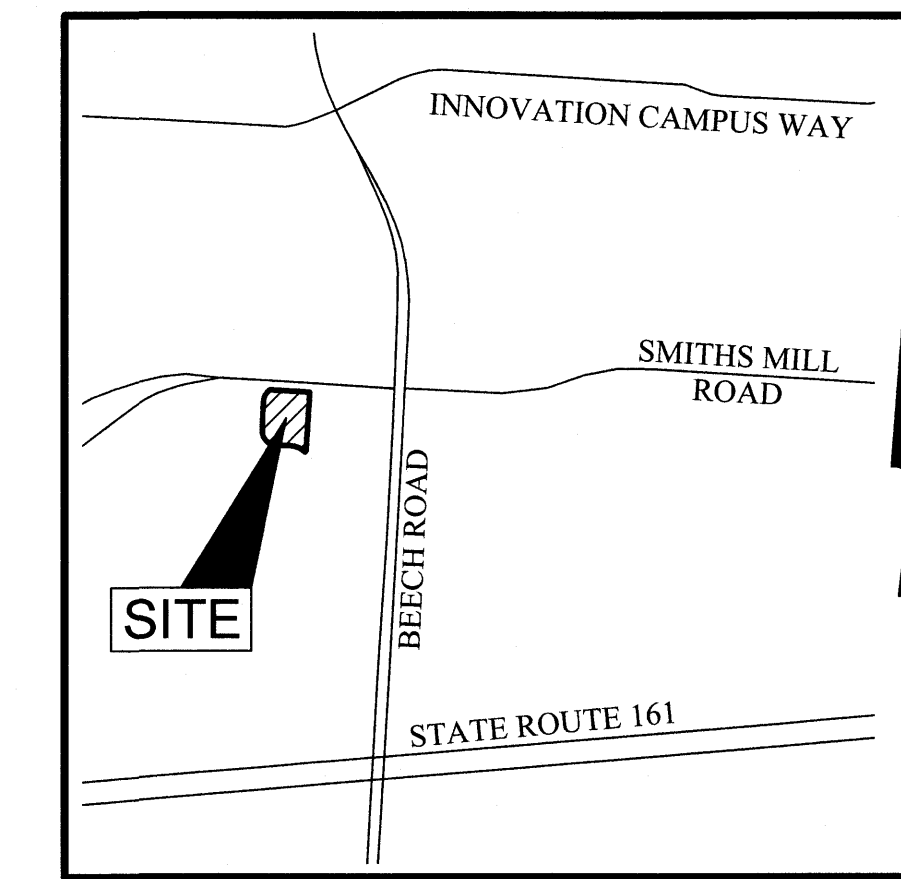 INNOVATION CAMPUS WAY
SMITHS MILL
ROAD
BEECH ROAD
SITE
STATE ROUTE 161